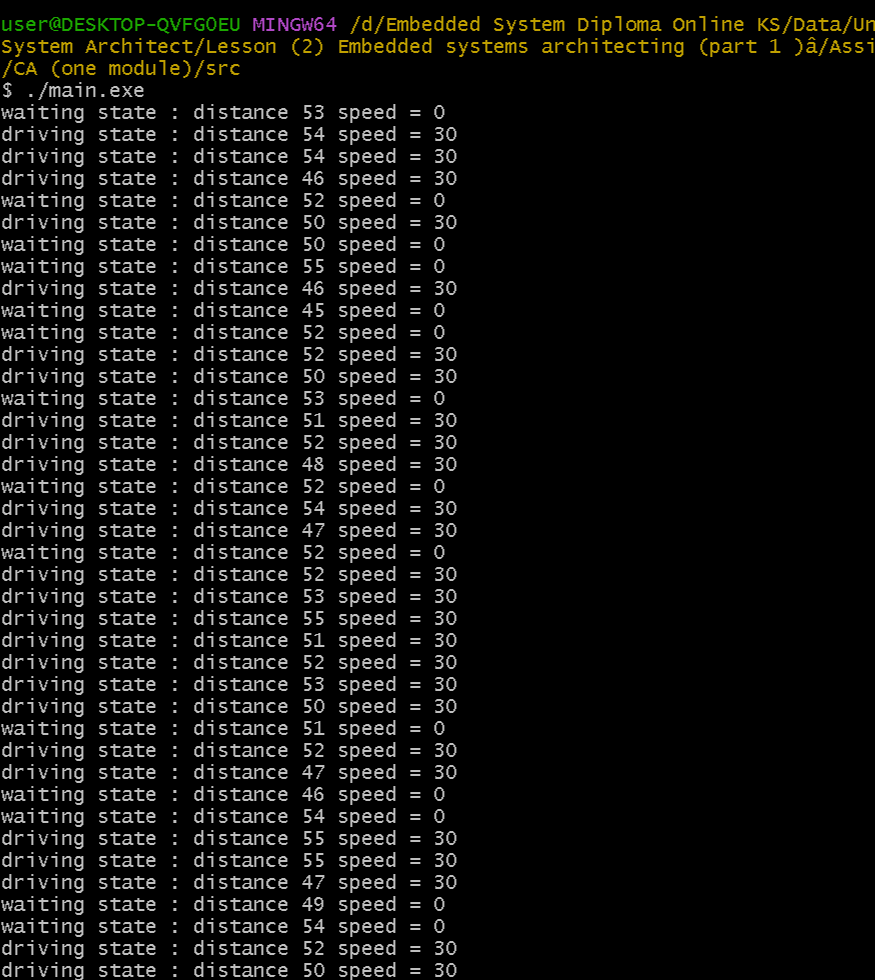 user@DESKTOP-QVFG0EU MINGW64 /d/Embedded System Diploma Online KS/Data/Un
System Architect/Lesson (2) Embedded systems architecting (part 1 )â/Assi
/CA (one module)/src
$ ./main.exe
waiting state : distance 53 speed = 0
driving state : distance 54 speed = 30
driving state : distance 54 speed = 30
driving state : distance 46 speed = 30
waiting state : distance 52 speed = 0
driving state : distance 50 speed = 30
waiting state : distance 50 speed = 0
waiting state : distance 55 speed = 0
driving state : distance 46 speed = 30
waiting state : distance 45 speed = 0
waiting state : distance 52 speed = 0
driving state : distance 52 speed = 30
driving state : distance 50 speed = 30
waiting state : distance 53 speed = 0
driving state : distance 51 speed = 30
driving state : distance 52 speed = 30
driving state : distance 48 speed = 30
waiting state : distance 52 speed = 0
driving state : distance 54 speed = 30
driving state : distance 47 speed = 30
waiting state : distance 52 speed = 0
driving state : distance 52 speed = 30
driving state : distance 53 speed = 30
driving state : distance 55 speed = 30
driving state : distance 51 speed = 30
driving state : distance 52 speed = 30
driving state : distance 53 speed = 30
driving state : distance 50 speed = 30
waiting state : distance 51 speed = 0
driving state : distance 52 speed = 30
driving state : distance 47 speed = 30
waiting state : distance 46 speed = 0
waiting state : distance 54 speed = 0
driving state : distance 55 speed = 30
driving state : distance 55 speed = 30
driving state : distance 47 speed = 30
waiting state : distance 49 speed = 0
waiting state : distance 54 speed = 0
driving state : distance 52 speed = 30
driving state : distance 50 speed = 30